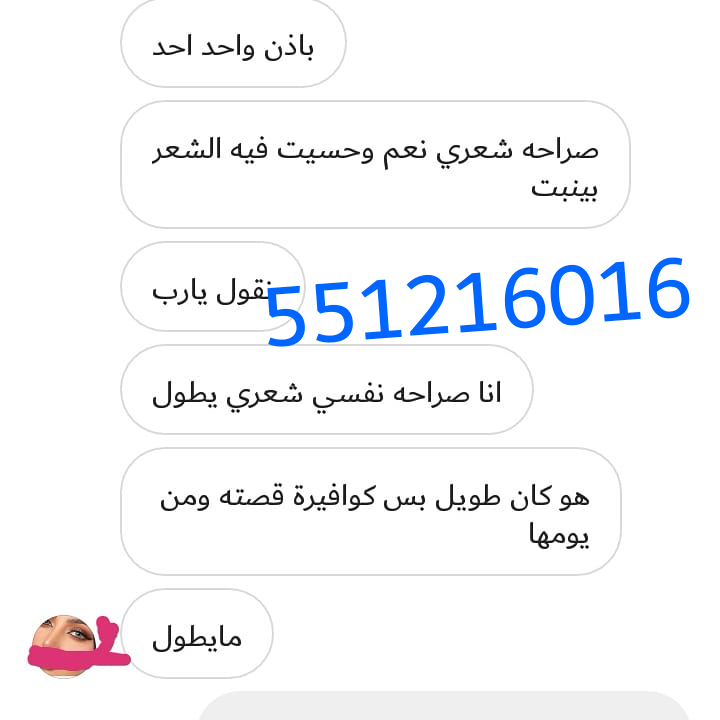 باذن واحد احد
صراحه شعري نعم وحسيت فيه الشعر
بينبت
نقول يارب
551216016
انا صراحه نفسي شعري يطول
هو كان طويل بس كوافيرة قصته ومن
يومها
مايطول